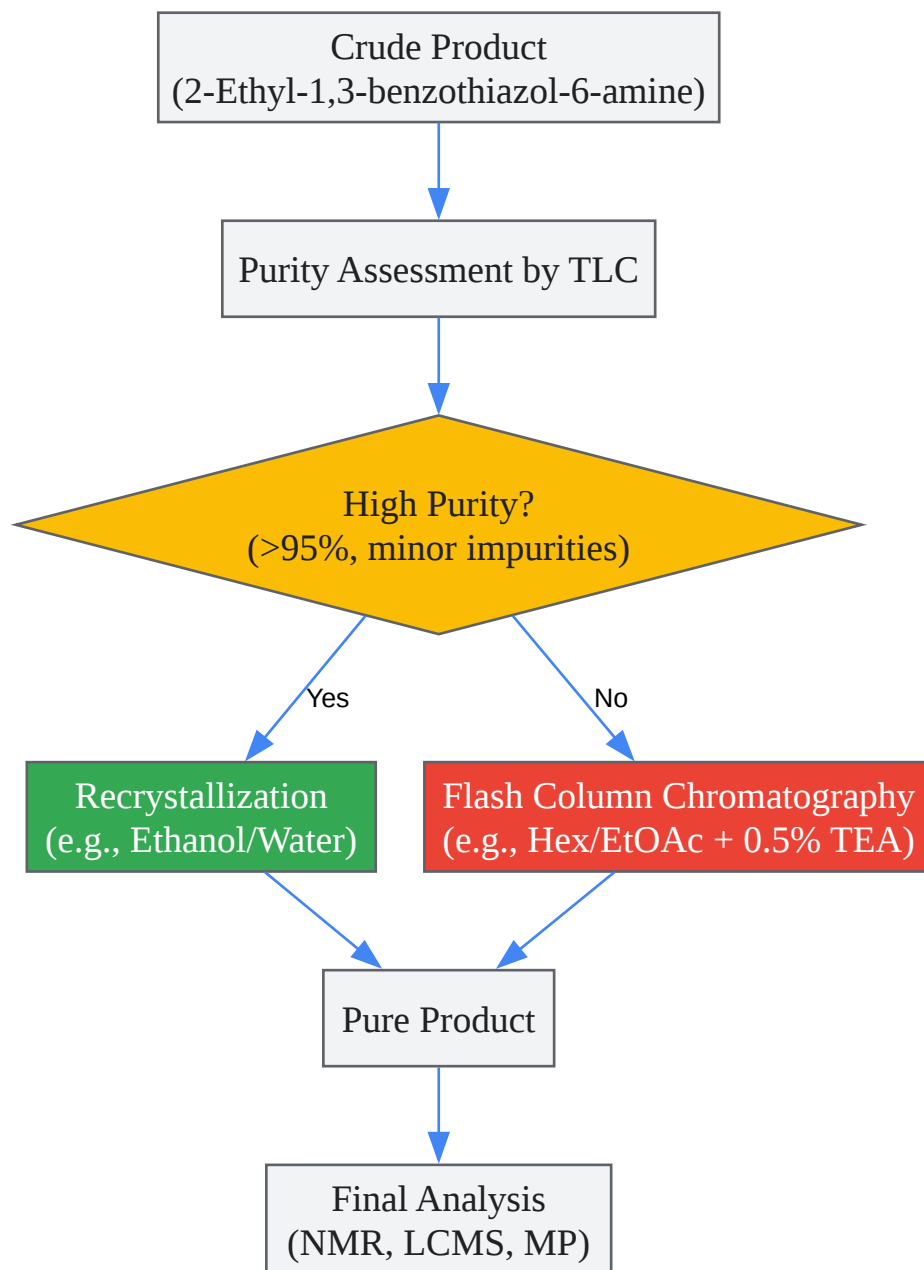 Crude Product
(2-Ethyl-1,3-benzothiazol-6-amine)
Purity Assessment by TLC
High Purity?
(>95%, minor impurities)
Yes
No
Recrystallization
(e.g., Ethanol/Water)
Flash Column Chromatography
(e.g., Hex/EtOAc + 0.5% TEA)
Pure Product
Final Analysis
(NMR, LCMS, MP)